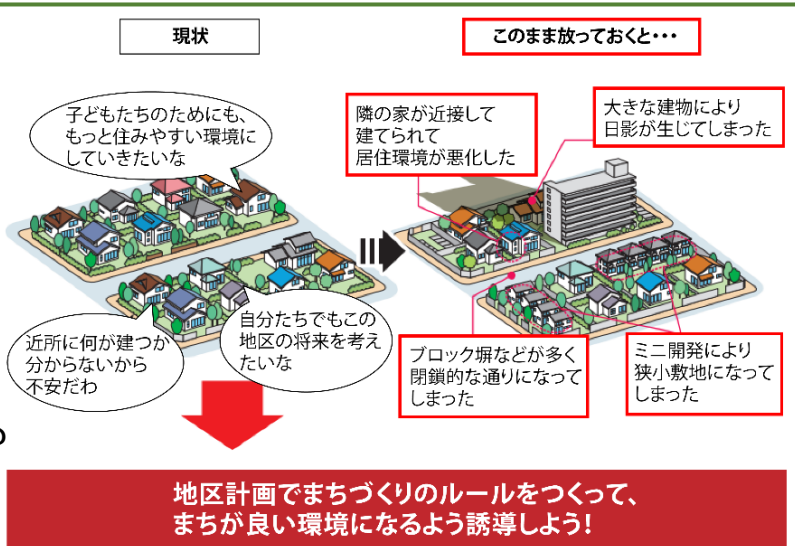 現状
このまま放っておくと・・・
子どもたちのためにも、
もっと住みやすい環境に
していきたいな
隣の家が近接して
建てられて
居住環境が悪化した
大きな建物により
日影が生じてしまった
近所に何が建つか
分からないから
不安だわ
自分たちでもこの
地区の将来を考え
たいな
ブロック塀などが多く
閉鎖的な通りになって
しまった
ミニ開発により
狭小敷地になって
しまった
地区計画でまちづくりのルールをつくって、
まちが良い環境になるよう誘導しよう!